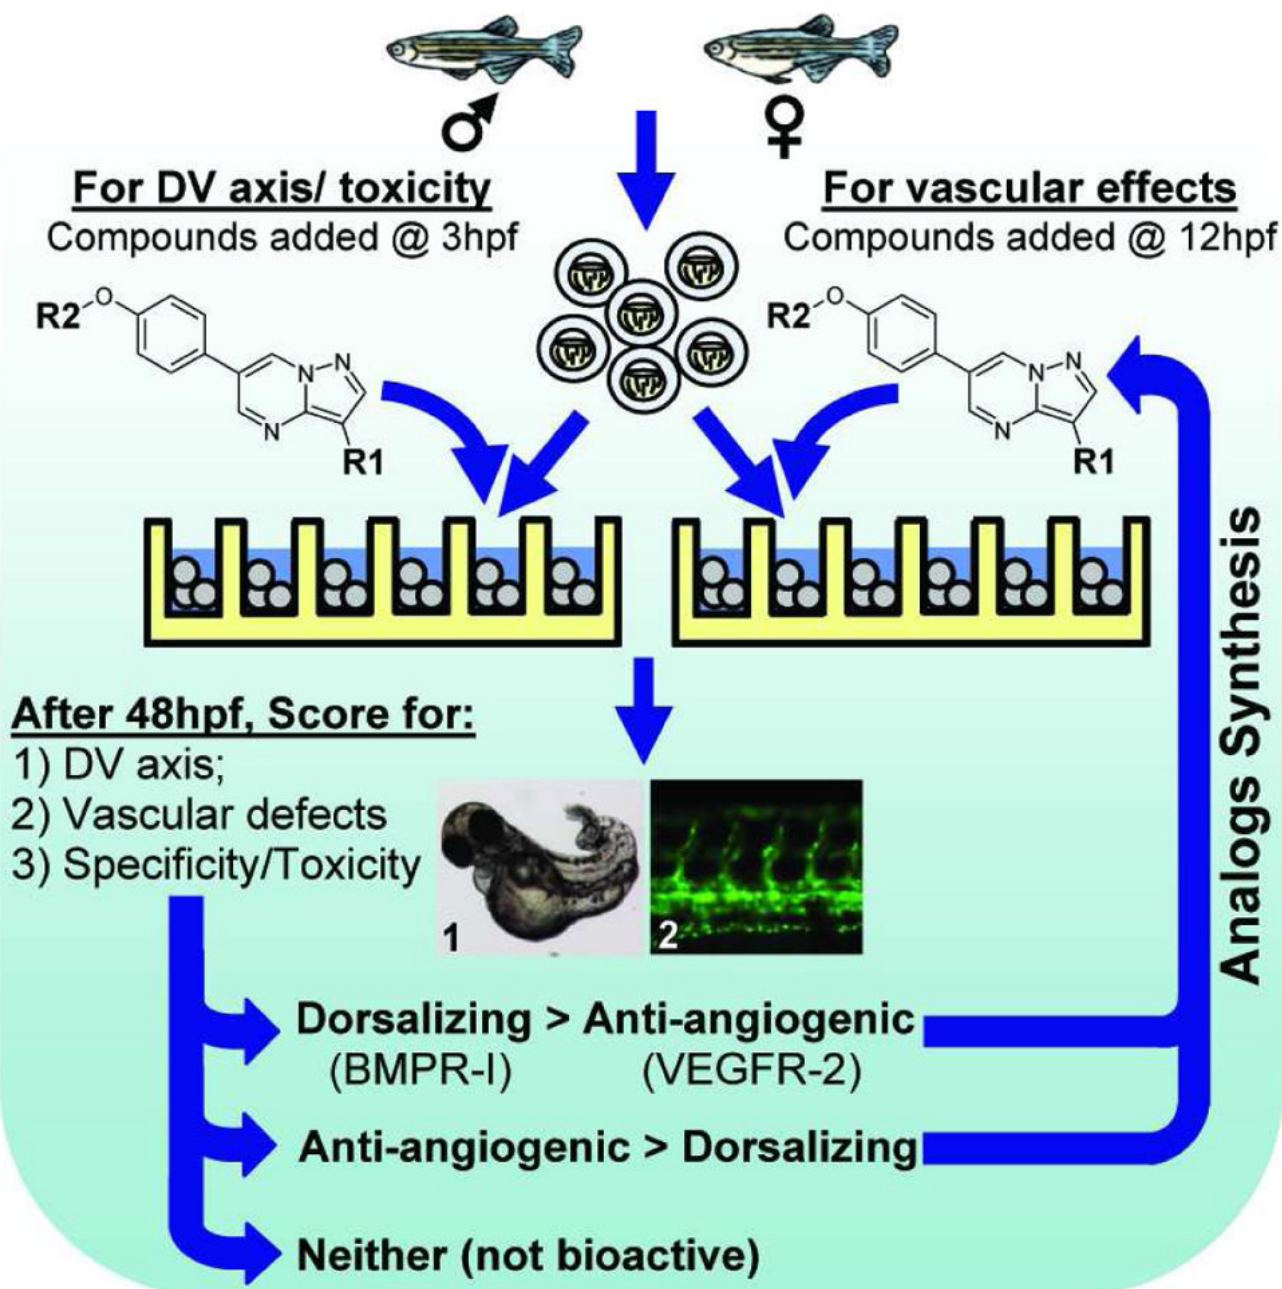 ♂
♀
For DV axis/ toxicity
Compounds added @ 3hpf
For vascular effects
Compounds added @ 12hpf
R2
O
N
N
N
R1
R2
O
N
N
N
R1
Analogs Synthesis
After 48hpf, Score for:
1) DV axis;
2) Vascular defects
3) Specificity/Toxicity
1
2
Dorsalizing > Anti-angiogenic
(BMPR-I) (VEGFR-2)
Anti-angiogenic > Dorsalizing
Neither (not bioactive)